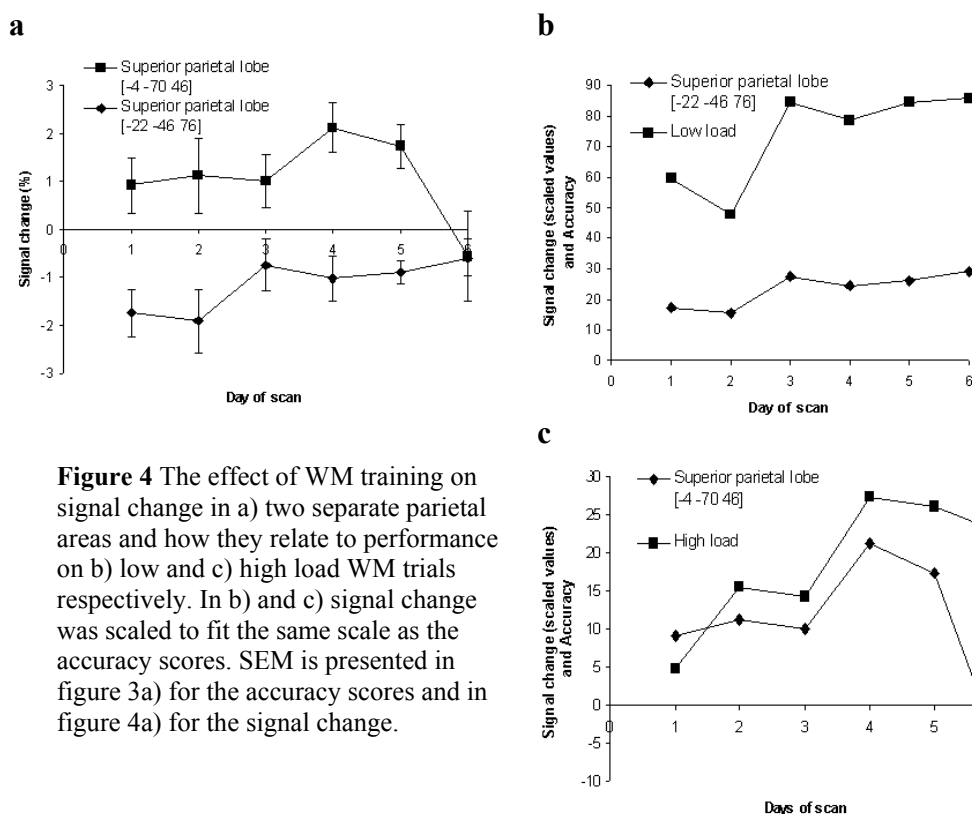 a
Superior parietal lobe
[-4 -70 46]
Superior parietal lobe
[-22 -46 76]
3
2
1
0
-1
-2
-3
Signal change (%)
0 1 2 3 4 5 6
Day of scan
b
Superior parietal lobe
[-22 -46 76]
Low load
90
80
70
60
50
40
30
20
10
0
Signal change (scaled values)
and Accuracy
0 1 2 3 4 5 6
Day of scan
Figure 4 The effect of WM training on
signal change in a) two separate parietal
areas and how they relate to performance
on b) low and c) high load WM trials
respectively. In b) and c) signal change
was scaled to fit the same scale as the
accuracy scores. SEM is presented in
figure 3a) for the accuracy scores and in
figure 4a) for the signal change.
c
Superior parietal lobe
[-4 -70 46]
High load
30
25
20
15
10
5
0
-5
-10
Signal change (scaled values)
and Accuracy
0 1 2 3 4 5
Days of scan